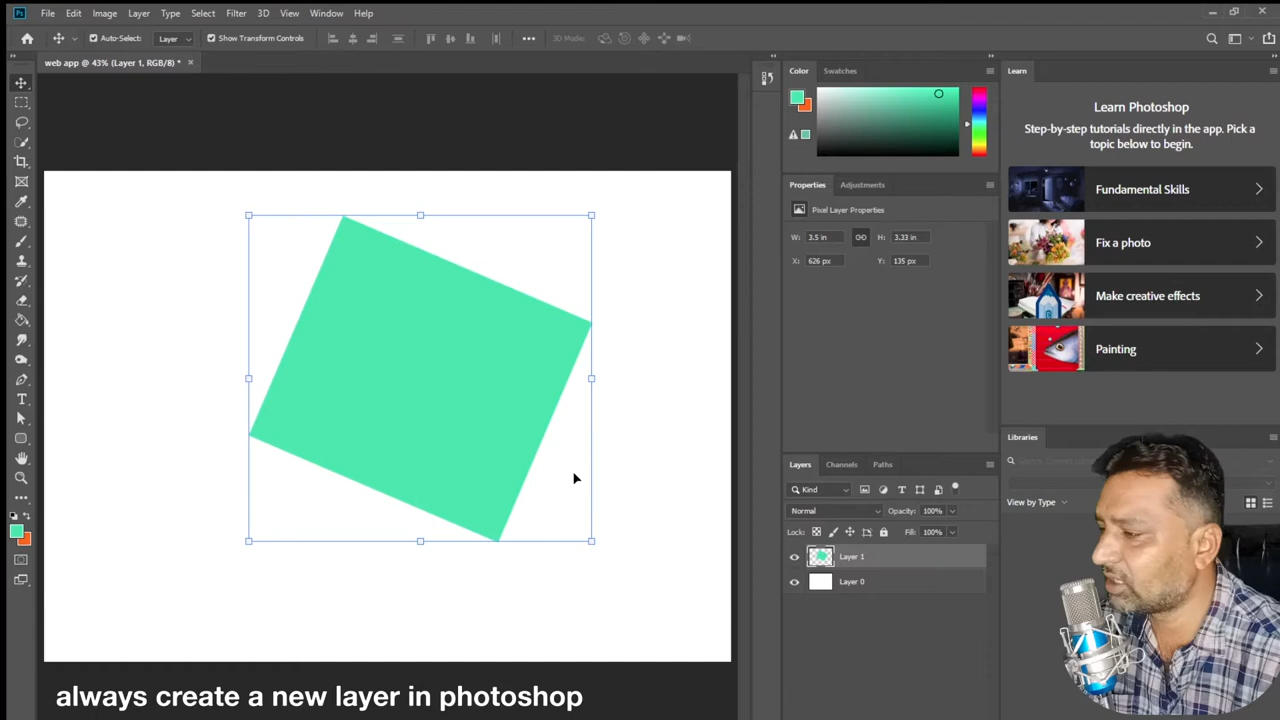 Ps File Edit Image Layer Type Select Filter 3D View Window Help
Auto-Select: Layer Show Transform Controls 3D Mode:
web app @ 43% (Layer 1, RGB/8) *
Color Swatches
Learn
Learn Photoshop
Step-by-step tutorials directly in the app. Pick a
topic below to begin.
Fundamental Skills
Fix a photo
Make creative effects
Painting
Properties Adjustments
Pixel Layer Properties
W: 3.5 in H: 3.33 in
X: 626 px Y: 135 px
Libraries
View by Type
Layers Channels Paths
Kind
Normal Opacity: 100%
Lock: Fill: 100%
Layer 1
Layer 0
always create a new layer in photoshop